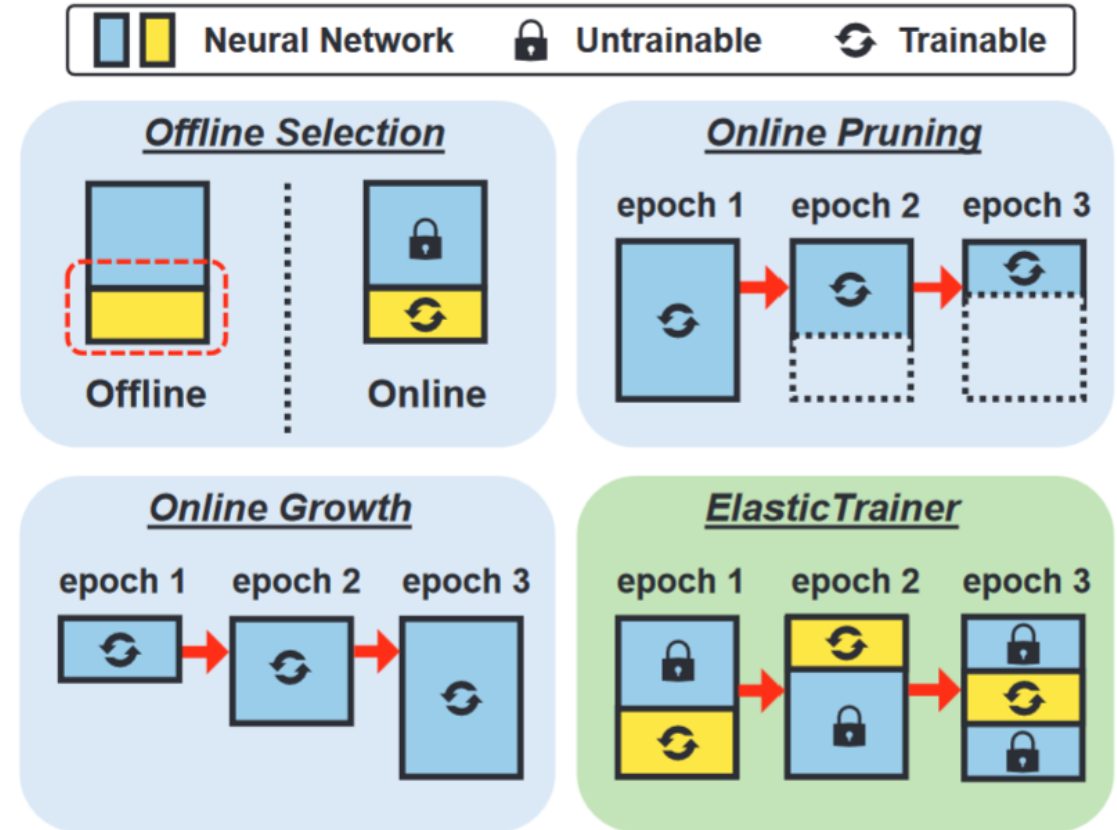 Neural Network Untrainable Trainable
Offline Selection
Offline Online
Online Pruning
epoch 1 epoch 2 epoch 3
Online Growth
epoch 1 epoch 2 epoch 3
ElasticTrainer
epoch 1 epoch 2 epoch 3